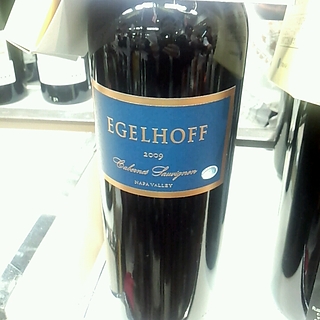 EGELHOFF
2009
Cabernet Sauvignon
NAPA VALLEY